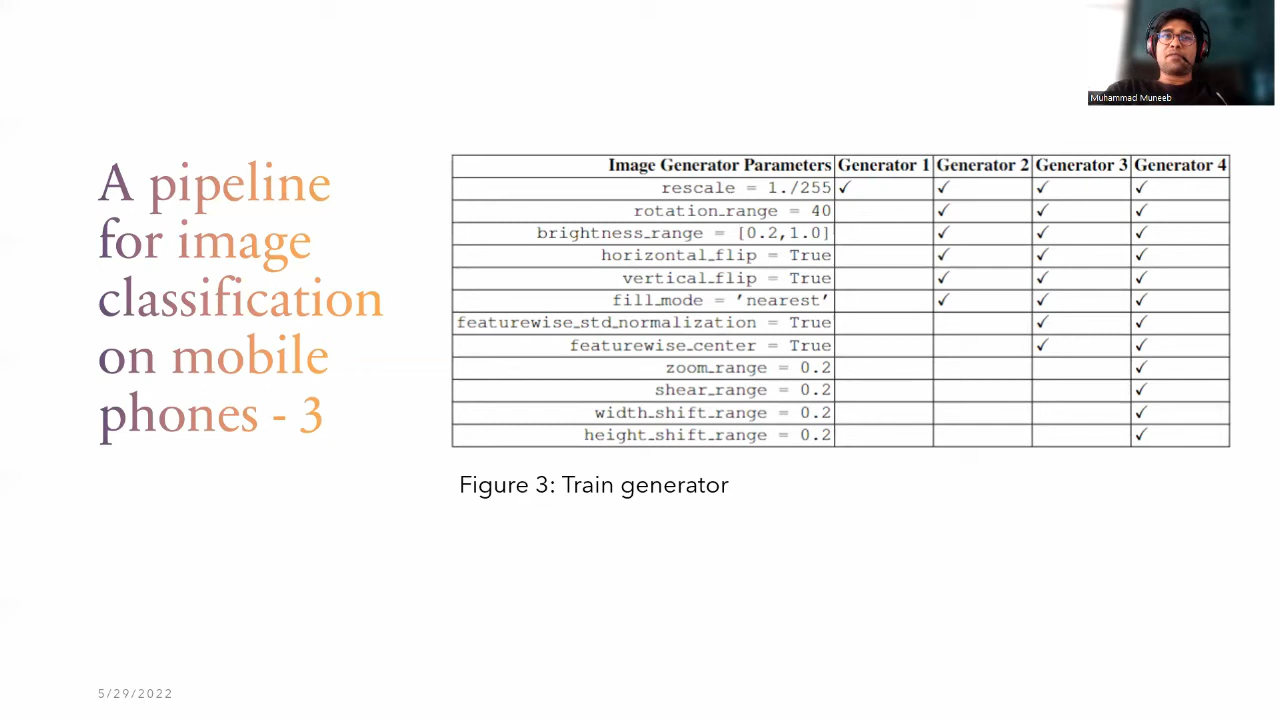 Muhammad Muneeb
A pipeline
for image
classification
on mobile
phones - 3
Image Generator Parameters Generator 1 Generator 2 Generator 3 Generator 4
rescale = 1./255 ✓ ✓ ✓ ✓
rotation_range = 40 ✓ ✓ ✓
brightness_range = [0.2,1.0] ✓ ✓ ✓
horizontal_flip = True ✓ ✓ ✓
vertical_flip = True ✓ ✓ ✓
fill_mode = 'nearest' ✓ ✓ ✓
featurewise_std_normalization = True ✓ ✓
featurewise_center = True ✓ ✓
zoom_range = 0.2 ✓
shear_range = 0.2 ✓
width_shift_range = 0.2 ✓
height_shift_range = 0.2 ✓
Figure 3: Train generator
5/29/2022